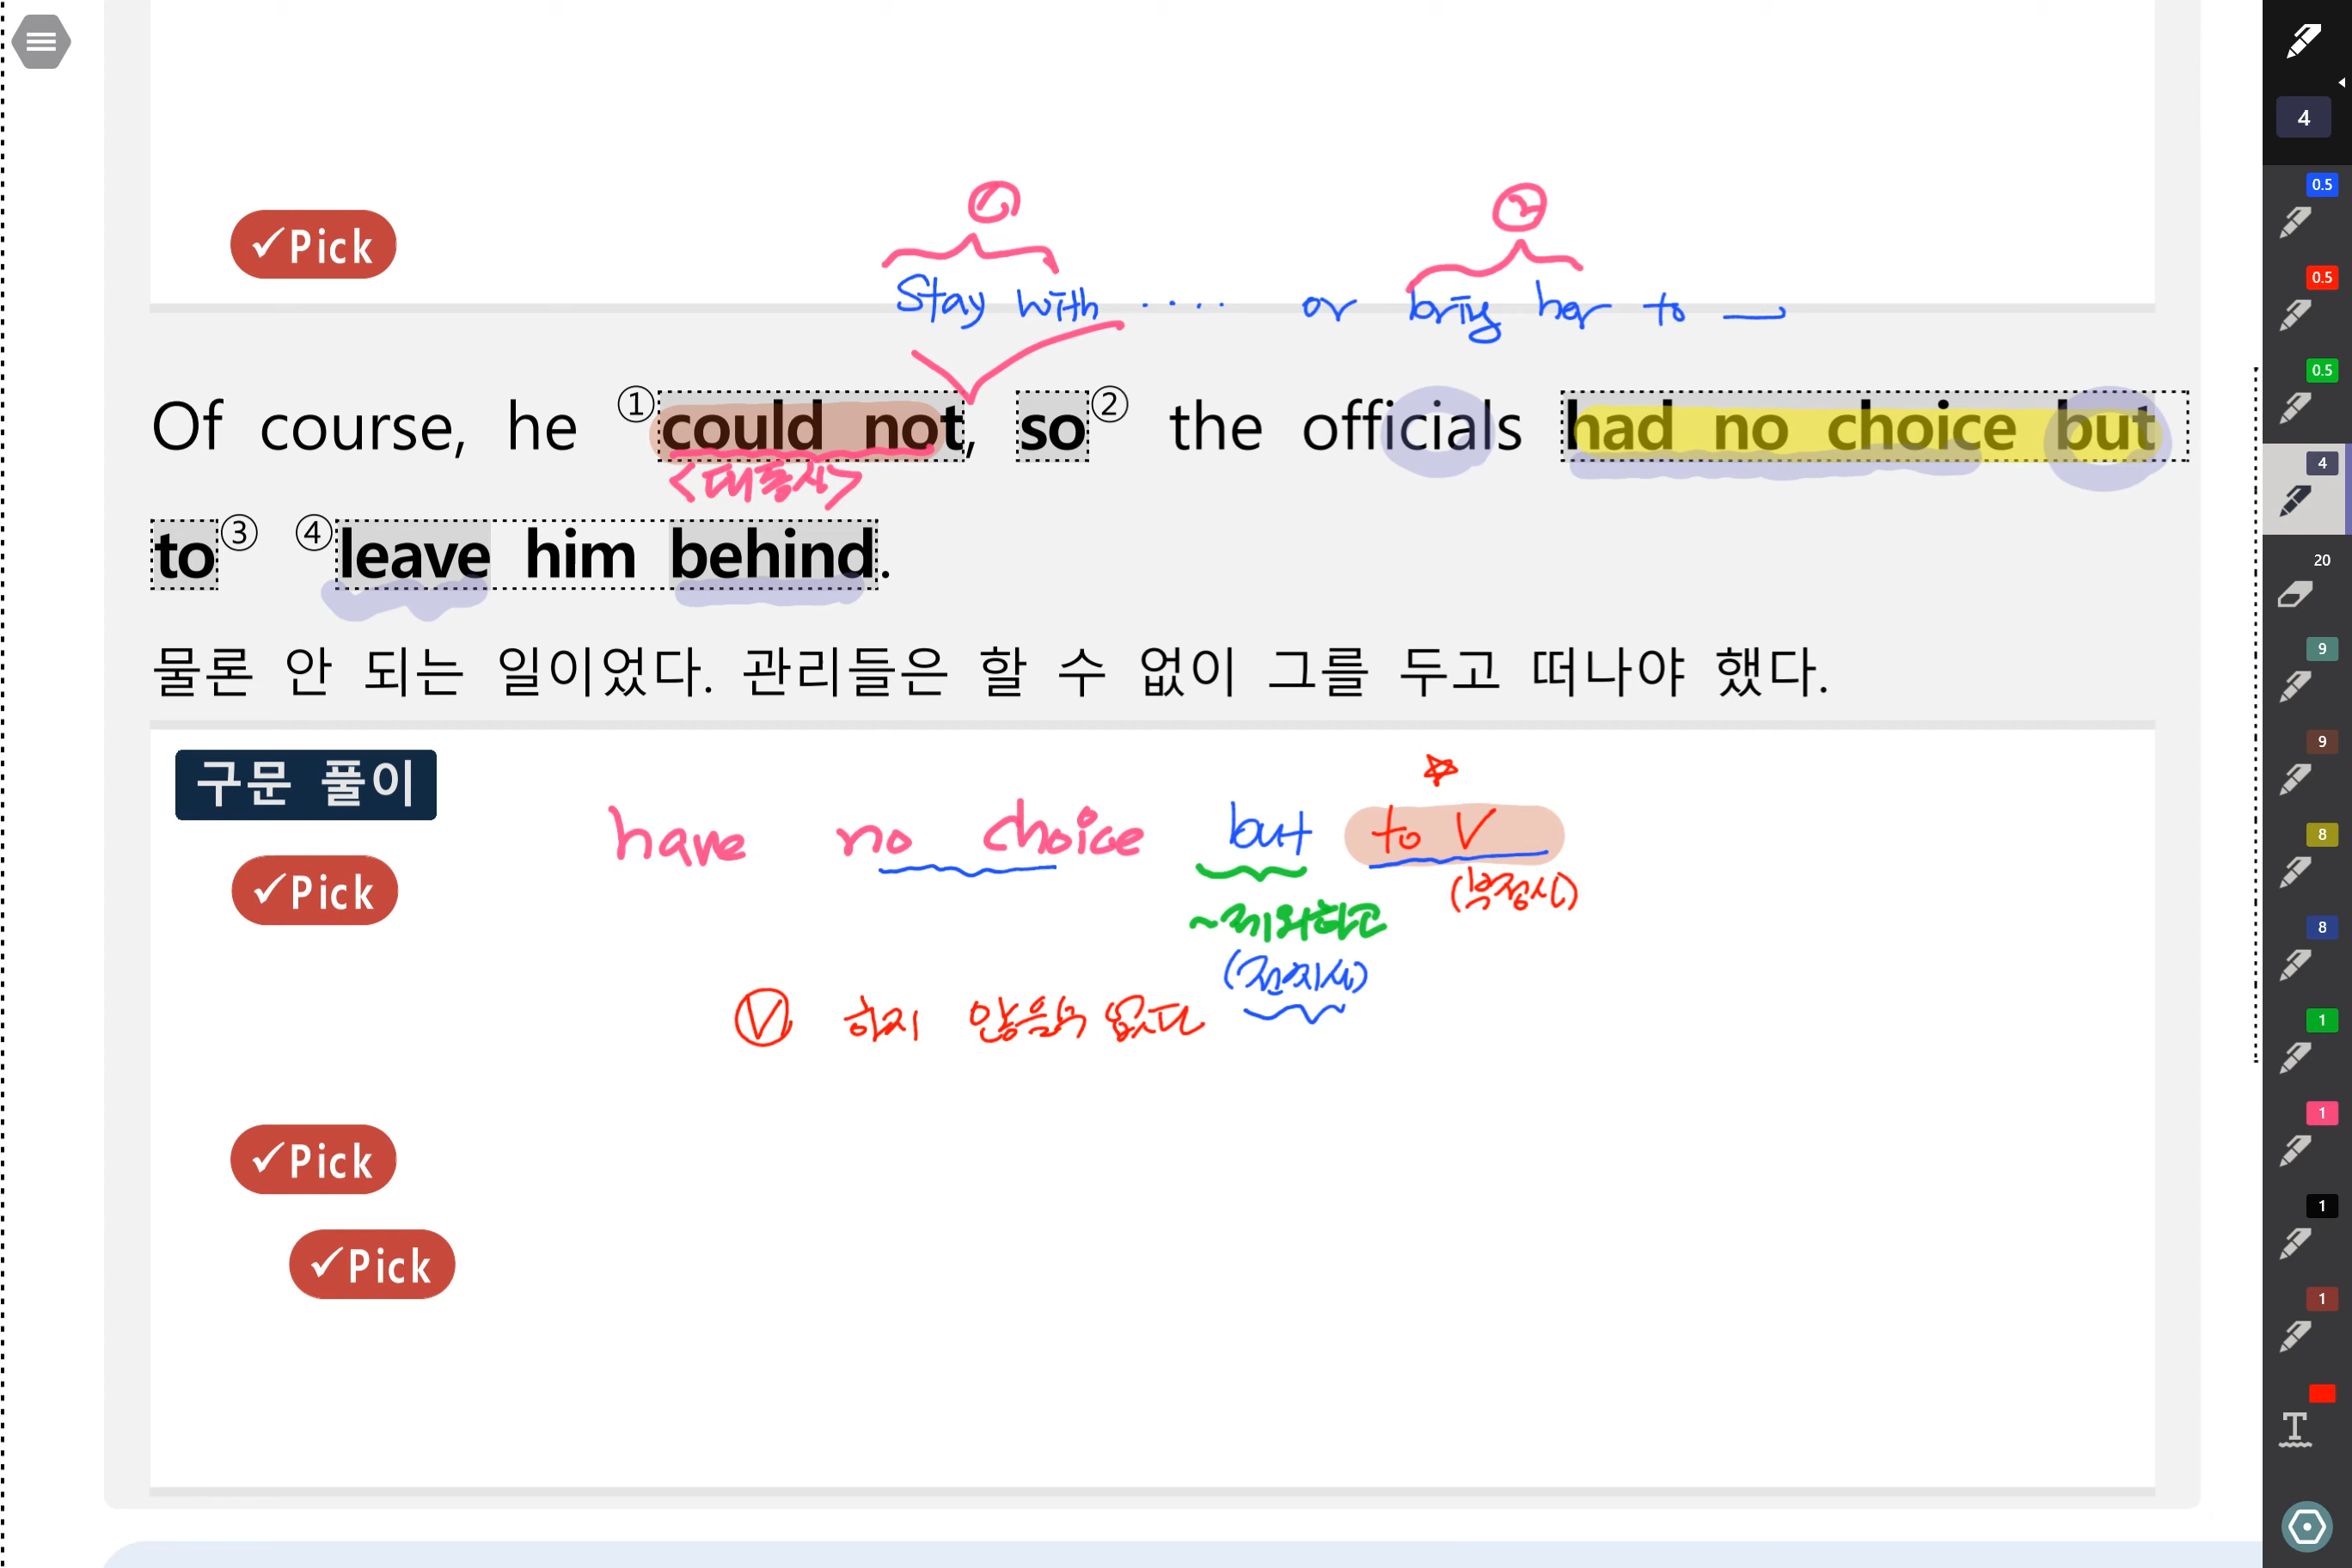 4
0.5
✓Pick
① ②
Stay with .... or bring her to
0.5
0.5
Of course, he ①could not, so② the officials had no choice but
4
<대동사>
to③ ④leave him behind.
20
물론 안 되는 일이었다. 관리들은 할 수 없이 그를 두고 떠나야 했다.
9
9
구문 풀이
have no choice but to V
8
✓Pick
(부정사)
~제외하고
8
(전치사)
Ⓥ 하지 않을 수 없다
1
1
✓Pick
1
✓Pick
1
T